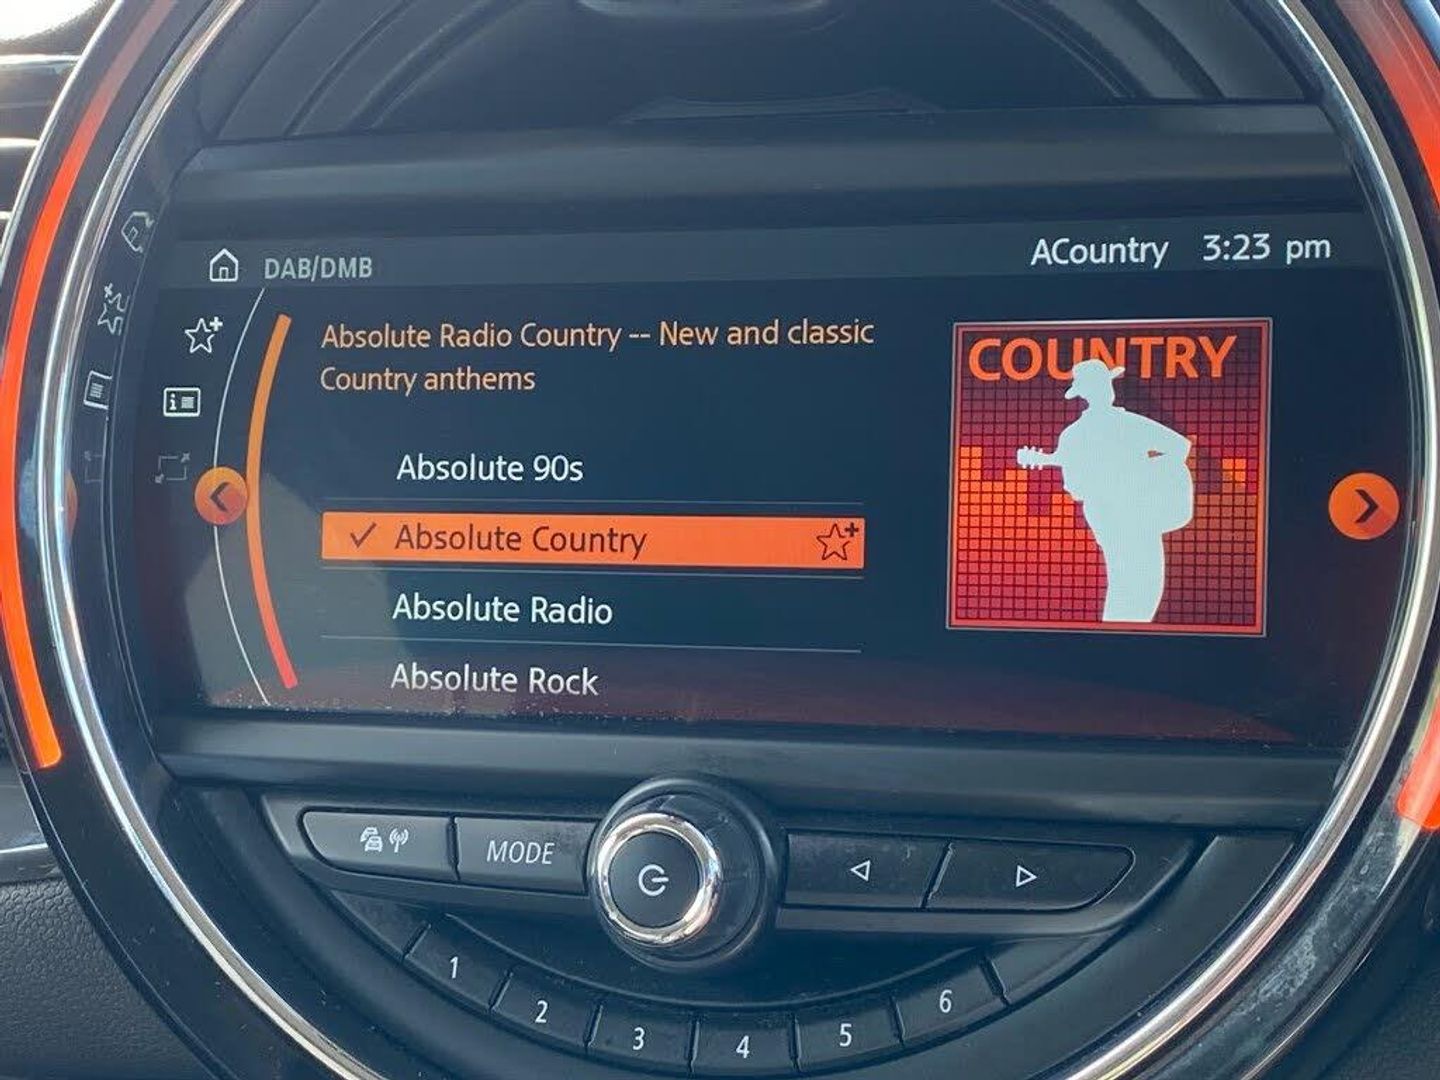 DAB/DMB
ACountry 3:23 pm
Absolute Radio Country -- New and classic
Country anthems
COUNTRY
Absolute 90s
Absolute Country
Absolute Radio
Absolute Rock
MODE
1
2
3
4
5
6